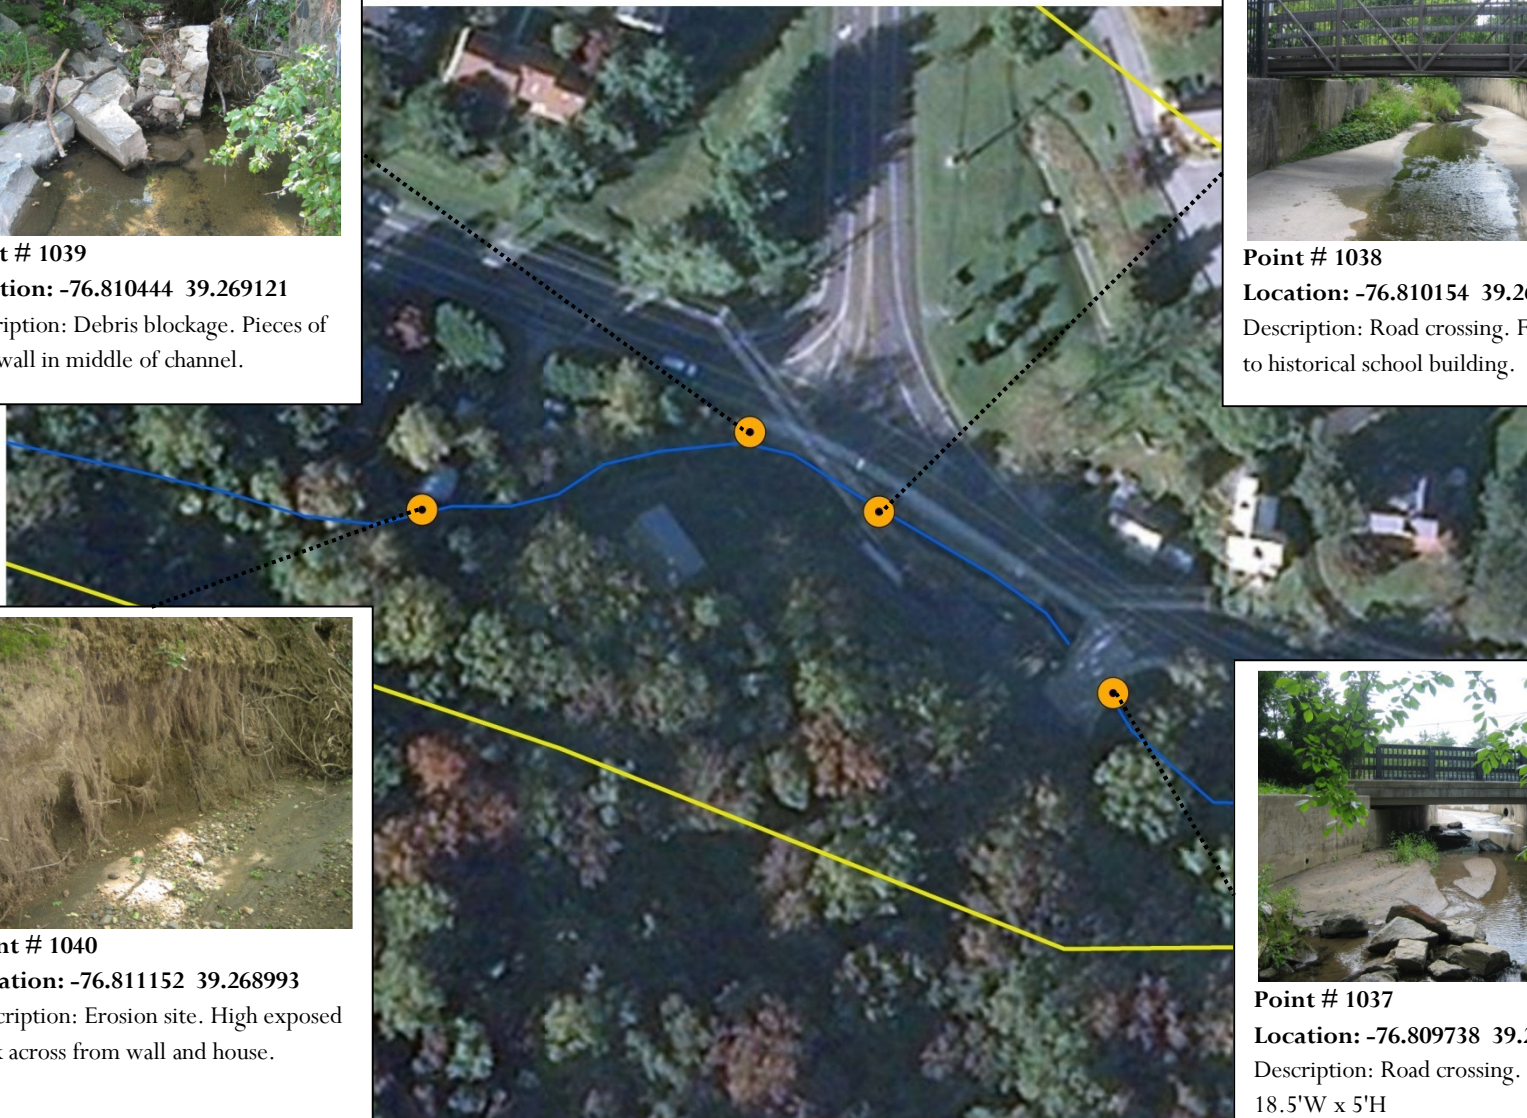 t # 1039
tion: -76.810444 39.269121
ription: Debris blockage. Pieces of
wall in middle of channel.
Point # 1038
Location: -76.810154 39.26
Description: Road crossing. F
to historical school building.
nt # 1040
ation: -76.811152 39.268993
cription: Erosion site. High exposed
k across from wall and house.
Point # 1037
Location: -76.809738 39.2
Description: Road crossing.
18.5'W x 5'H